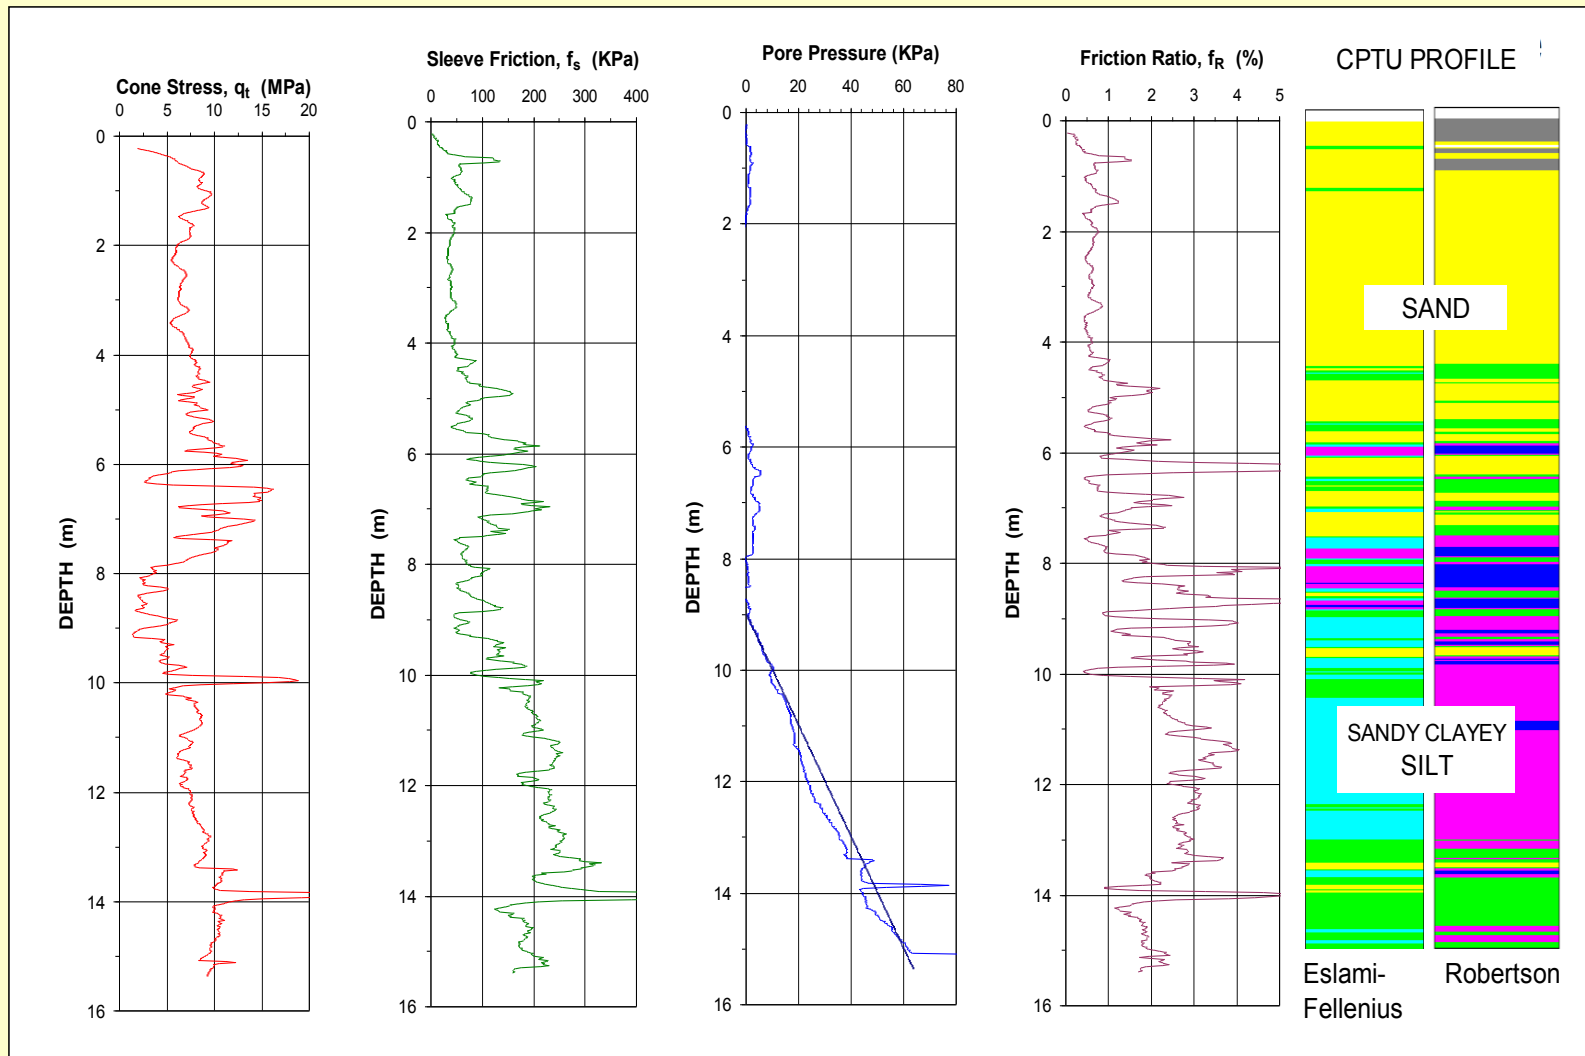 Cone Stress, qt (MPa)
0 5 10 15 20
0
2
4
6
8
10
12
14
16
DEPTH (m)
Sleeve Friction, fs (KPa)
0 100 200 300 400
0
2
4
6
8
10
12
14
16
DEPTH (m)
Pore Pressure (KPa)
0 20 40 60 80
0
2
4
6
8
10
12
14
16
DEPTH (m)
Friction Ratio, fR (%)
0 1 2 3 4 5
0
2
4
6
8
10
12
14
16
DEPTH (m)
CPTU PROFILE
SAND
SANDY CLAYEY
SILT
Eslami-
Fellenius
Robertson